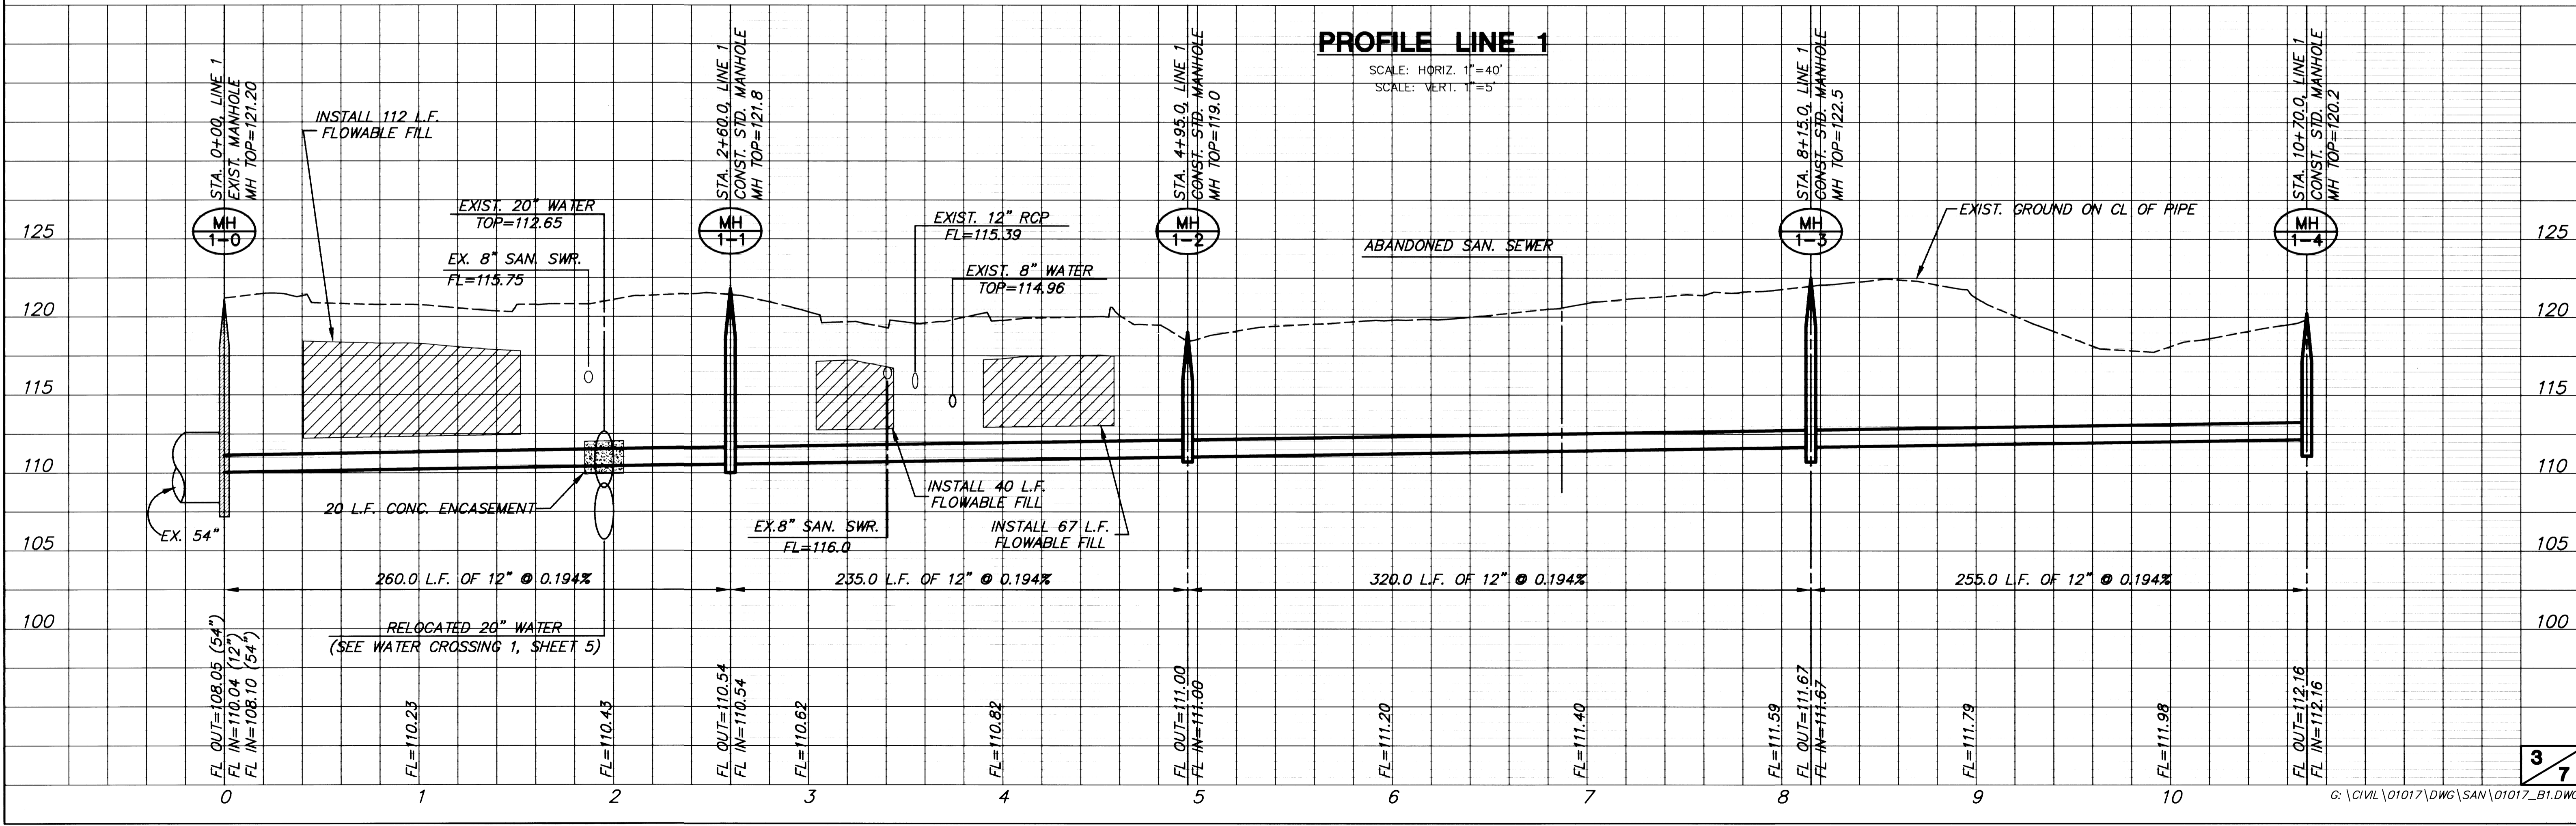 PROFILE LINE 1
SCALE: HORIZ. 1"=40'
SCALE: VERT. 1"=5'
STA. 0+00, LINE 1
EXIST. MANHOLE
MH TOP=121.20
STA. 2+60.0, LINE 1
CONST. STD. MANHOLE
MH TOP=121.8
STA. 4+95.0, LINE 1
CONST. STD. MANHOLE
MH TOP=119.0
STA. 8+15.0, LINE 1
CONST. STD. MANHOLE
MH TOP=122.5
STA. 10+70.0, LINE 1
CONST. STD. MANHOLE
MH TOP=120.2
INSTALL 112 L.F.
FLOWABLE FILL
MH
1-0
MH
1-1
MH
1-2
MH
1-3
MH
1-4
EXIST. 20" WATER
TOP=112.65
EX. 8" SAN. SWR.
FL=115.75
EXIST. 12" RCP
FL=115.39
EXIST. 8" WATER
TOP=114.96
ABANDONED SAN. SEWER
EXIST. GROUND ON CL OF PIPE
125
120
115
110
105
100
125
120
115
110
105
100
EX. 54"
20 L.F. CONC. ENCASEMENT
INSTALL 40 L.F.
FLOWABLE FILL
EX.8" SAN. SWR.
FL=116.0
INSTALL 67 L.F.
FLOWABLE FILL
260.0 L.F. OF 12" @ 0.194%
235.0 L.F. OF 12" @ 0.194%
320.0 L.F. OF 12" @ 0.194%
255.0 L.F. OF 12" @ 0.194%
RELOCATED 20" WATER
(SEE WATER CROSSING 1, SHEET 5)
FL OUT=108.05 (54")
FL IN=110.04 (12")
FL IN=108.10 (54")
FL=110.23
FL=110.43
FL OUT=110.54
FL IN=110.54
FL=110.62
FL=110.82
FL OUT=111.00
FL IN=111.00
FL=111.20
FL=111.40
FL=111.59
FL OUT=111.67
FL IN=111.67
FL=111.79
FL=111.98
FL OUT=112.16
FL IN=112.16
0 1 2 3 4 5 6 7 8 9 10
3/7
G:\CIVIL\01017\DWG\SAN\01017_B1.DWG